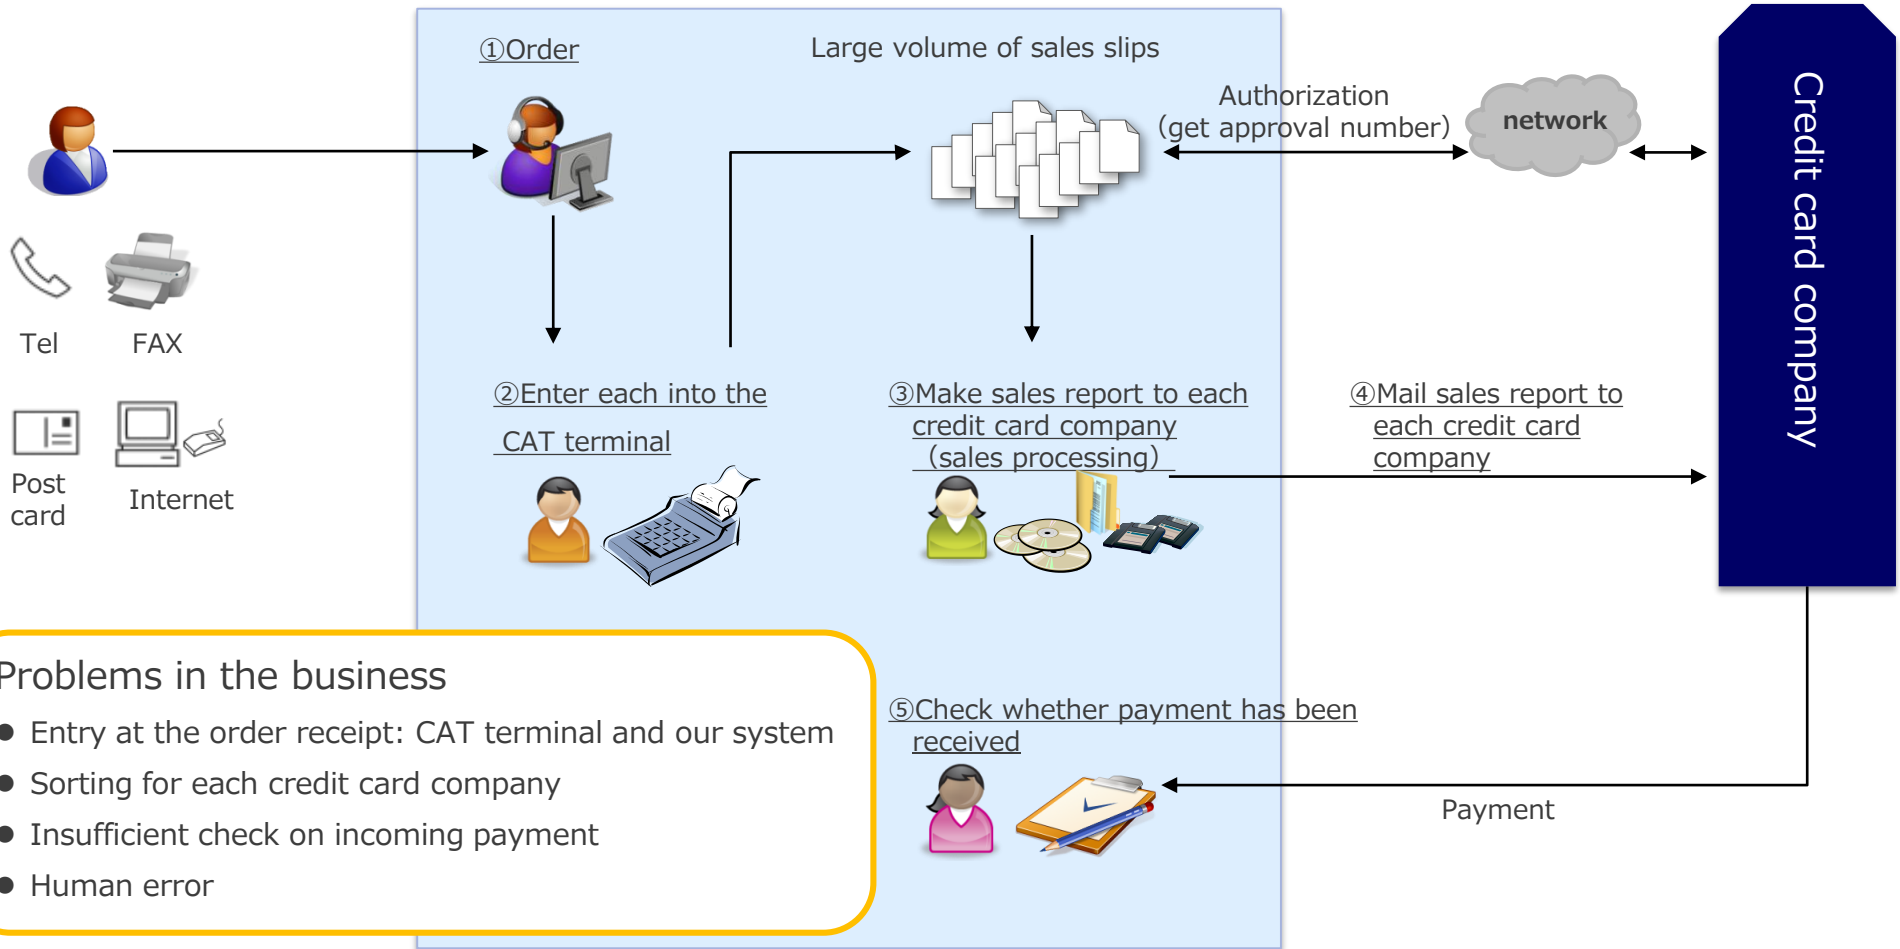 ①Order
Large volume of sales slips
Authorization
(get approval number)
network
Credit card company
Tel
FAX
Post
card
Internet
②Enter each into the
CAT terminal
③Make sales report to each
credit card company
(sales processing)
④Mail sales report to
each credit card
company
Problems in the business
● Entry at the order receipt: CAT terminal and our system
● Sorting for each credit card company
● Insufficient check on incoming payment
● Human error
⑤Check whether payment has been
received
Payment